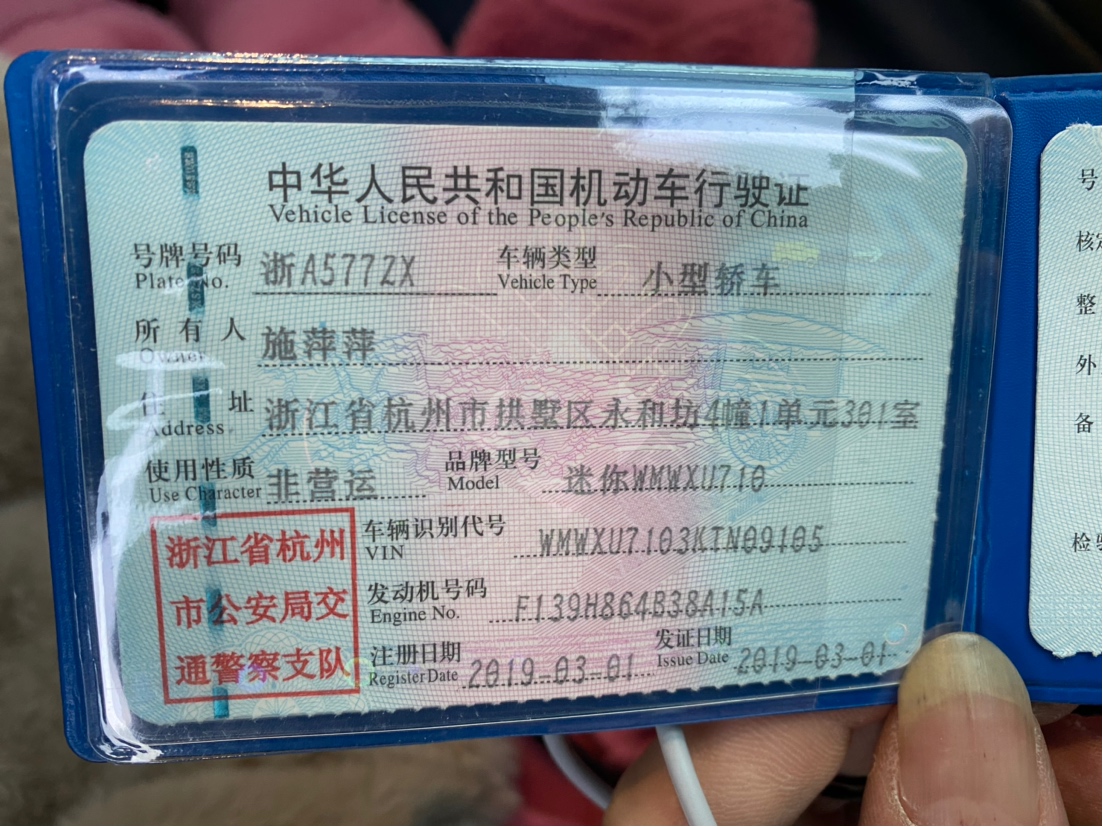 中华人民共和国机动车行驶证
Vehicle License of the People's Republic of China
号牌号码 浙A577ZX 车辆类型 小型轿车
Plate No. Vehicle Type
所有人 施萍萍
Owner
住址 浙江省杭州市拱墅区永和坊4幢1单元301室
Address
使用性质 非营运 品牌型号 迷你WMWXU710
Use Character Model
浙江省杭州
市公安局交
通警察支队
车辆识别代号 WMWXU7103KTN09105
VIN
发动机号码 F139H864B38A15A
Engine No.
注册日期 2019-03-01 发证日期 2019-03-01
Register Date Issue Date
号
核定
整
外
备
检验